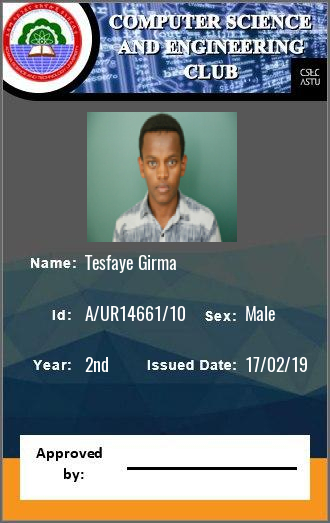 COMPUTER SCIENCE
AND ENGINEERING
CLUB
CSEC
ASTU
Name: Tesfaye Girma
Id: A/UR14661/10 Sex: Male
Year: 2nd Issued Date: 17/02/19
Approved
by: